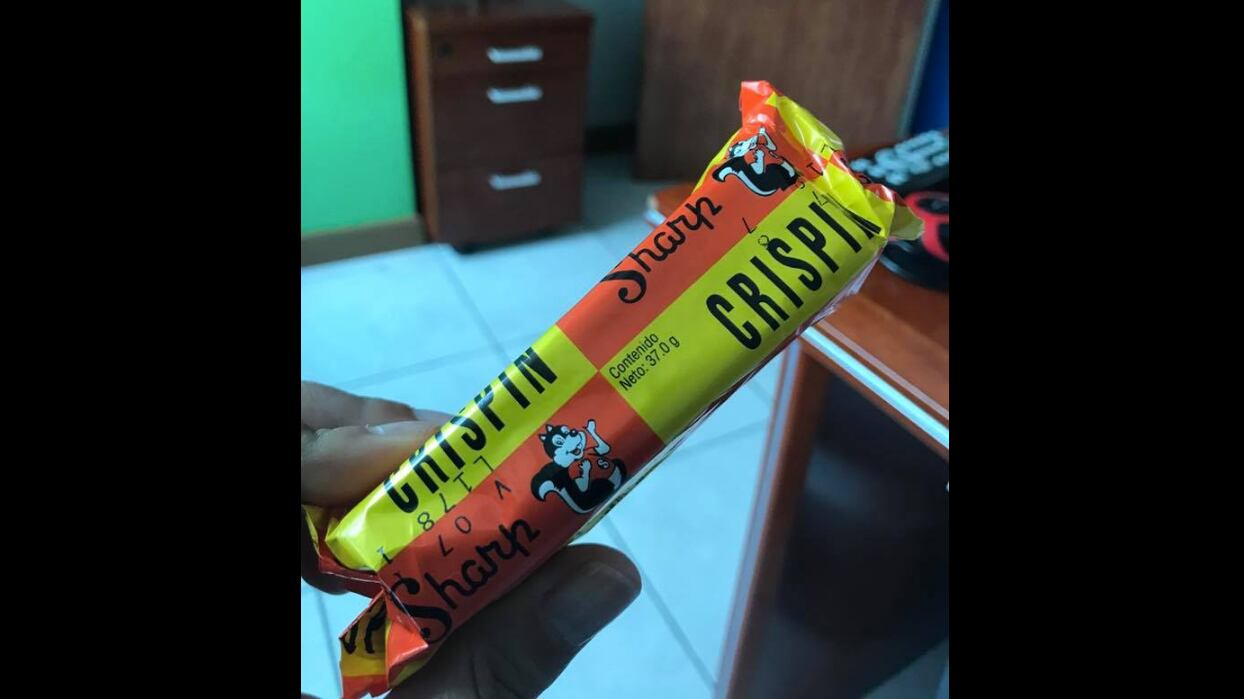 Sharp
CRISPIN
Contenido
Neto: 37.0 g
CRISPIN
S
Sharp